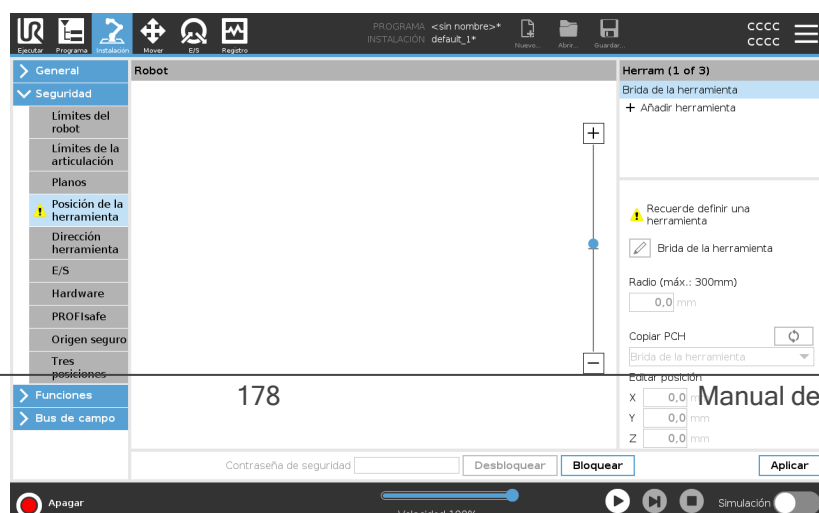 PROGRAMA <sin nombre>*
INSTALACIÓN default_1*
CCCC
CCCC
Ejecutar
Programa
Instalación
Mover
E/S
Registro
Nuevo...
Abrir...
Guardar...
General
Seguridad
Límites del
robot
Límites de la
articulación
Planos
Posición de la
herramienta
Dirección
herramienta
E/S
Hardware
PROFIsafe
Origen seguro
Tres
posiciones
Funciones
Bus de campo
Robot
Herram (1 of 3)
Brida de la herramienta
+ Añadir herramienta
Recuerde definir una
herramienta
Brida de la herramienta
Radio (máx.: 300mm)
0,0 mm
Copiar PCH
Brida de la herramienta
Editar posición
X 0,0 m
Y 0,0 mm
Z 0,0 mm
178
Manual de
Contraseña de seguridad
Desbloquear
Bloquear
Aplicar
Apagar
Velocidad 100%
Simulación